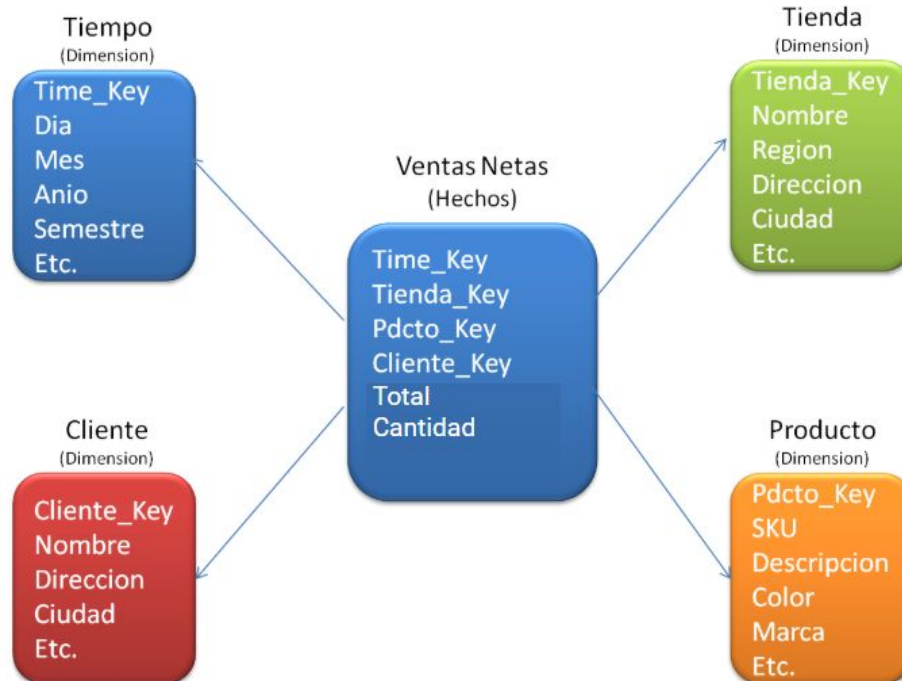 Tiempo
(Dimension)
Time_Key
Dia
Mes
Anio
Semestre
Etc.
Tienda
(Dimension)
Tienda_Key
Nombre
Region
Direccion
Ciudad
Etc.
Ventas Netas
(Hechos)
Time_Key
Tienda_Key
Pdcto_Key
Cliente_Key
Total
Cantidad
Cliente
(Dimension)
Cliente_Key
Nombre
Direccion
Ciudad
Etc.
Producto
(Dimension)
Pdcto_Key
SKU
Descripcion
Color
Marca
Etc.